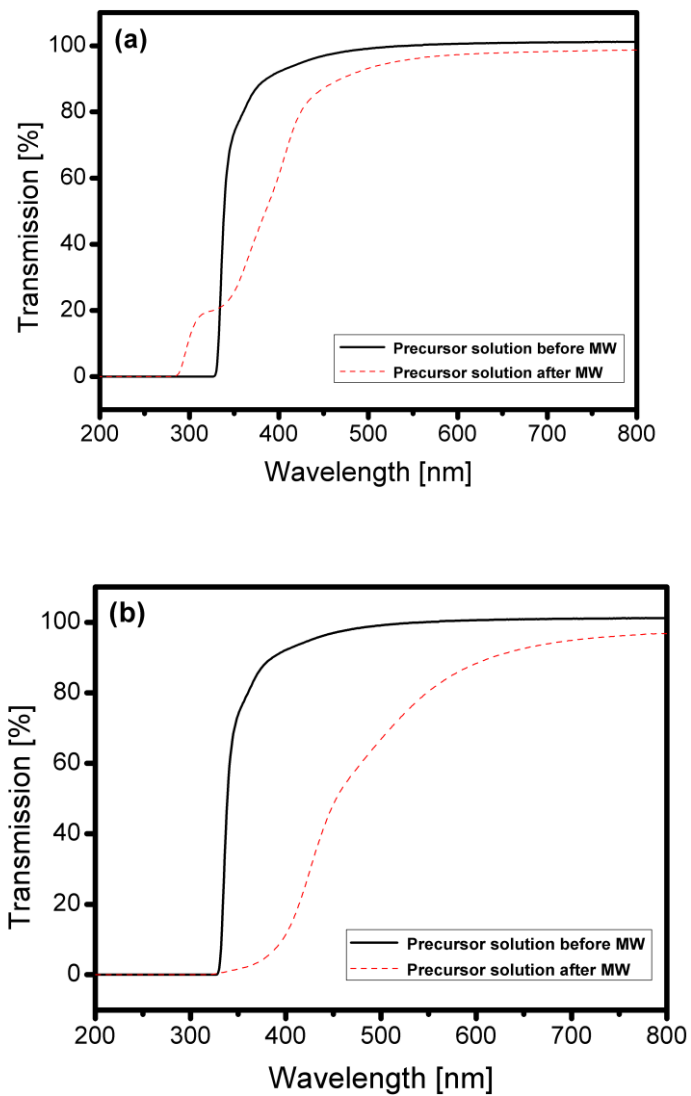 (a)
100
80
60
40
20
0
Transmission [%]
Precursor solution before MW
Precursor solution after MW
200 300 400 500 600 700 800
Wavelength [nm]
(b)
100
80
60
40
20
0
Transmission [%]
Precursor solution before MW
Precursor solution after MW
200 300 400 500 600 700 800
Wavelength [nm]